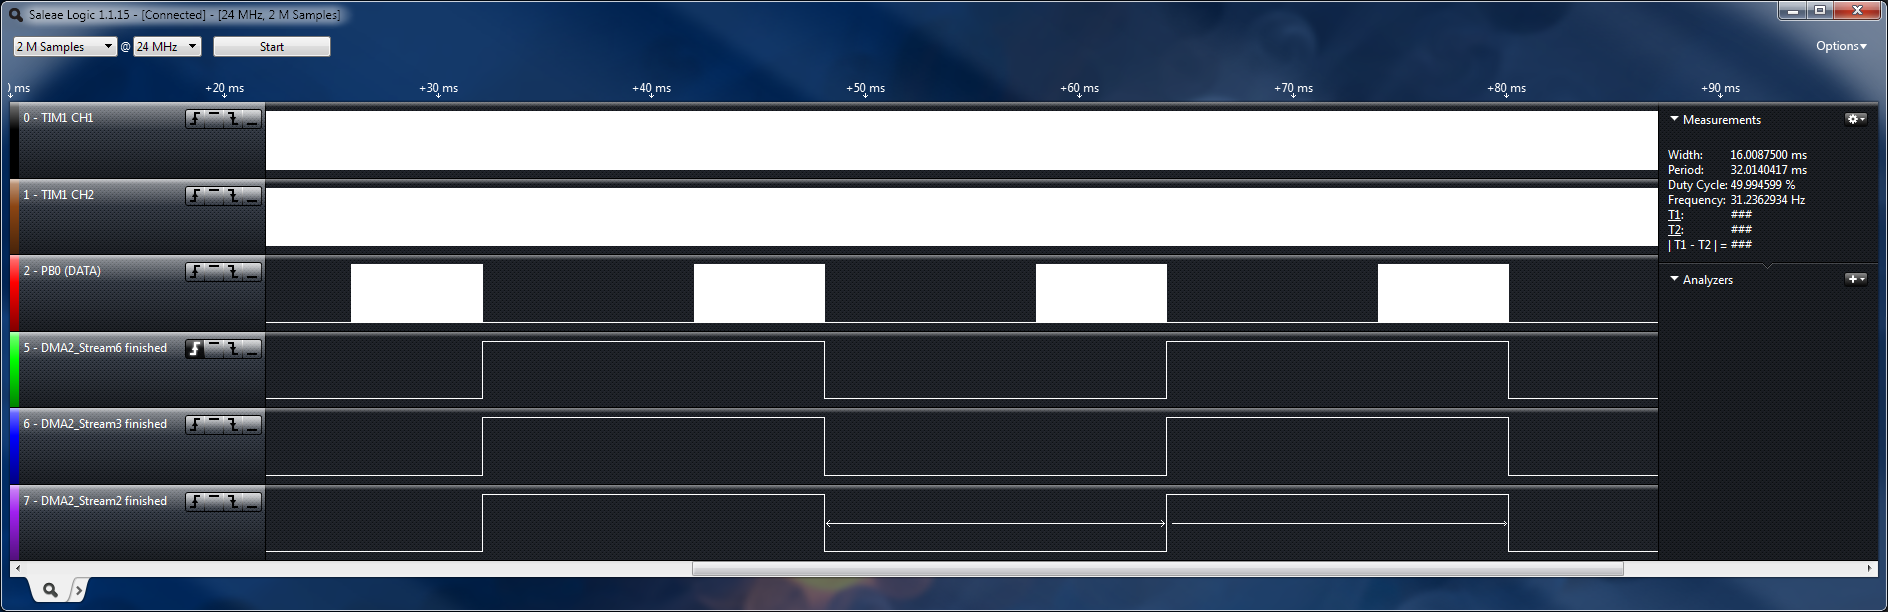 Saleae Logic 1.1.15 - [Connected] - [24 MHz, 2 M Samples]
2 M Samples @ 24 MHz Start Options
) ms +20 ms +30 ms +40 ms +50 ms +60 ms +70 ms +80 ms +90 ms
0 - TIM1 CH1
1 - TIM1 CH2
2 - PB0 (DATA)
5 - DMA2_Stream6 finished
6 - DMA2_Stream3 finished
7 - DMA2_Stream2 finished
Measurements
Width: 16.0087500 ms
Period: 32.0140417 ms
Duty Cycle: 49.994599 %
Frequency: 31.2362934 Hz
T1: ###
T2: ###
| T1 - T2 | = ###
Analyzers